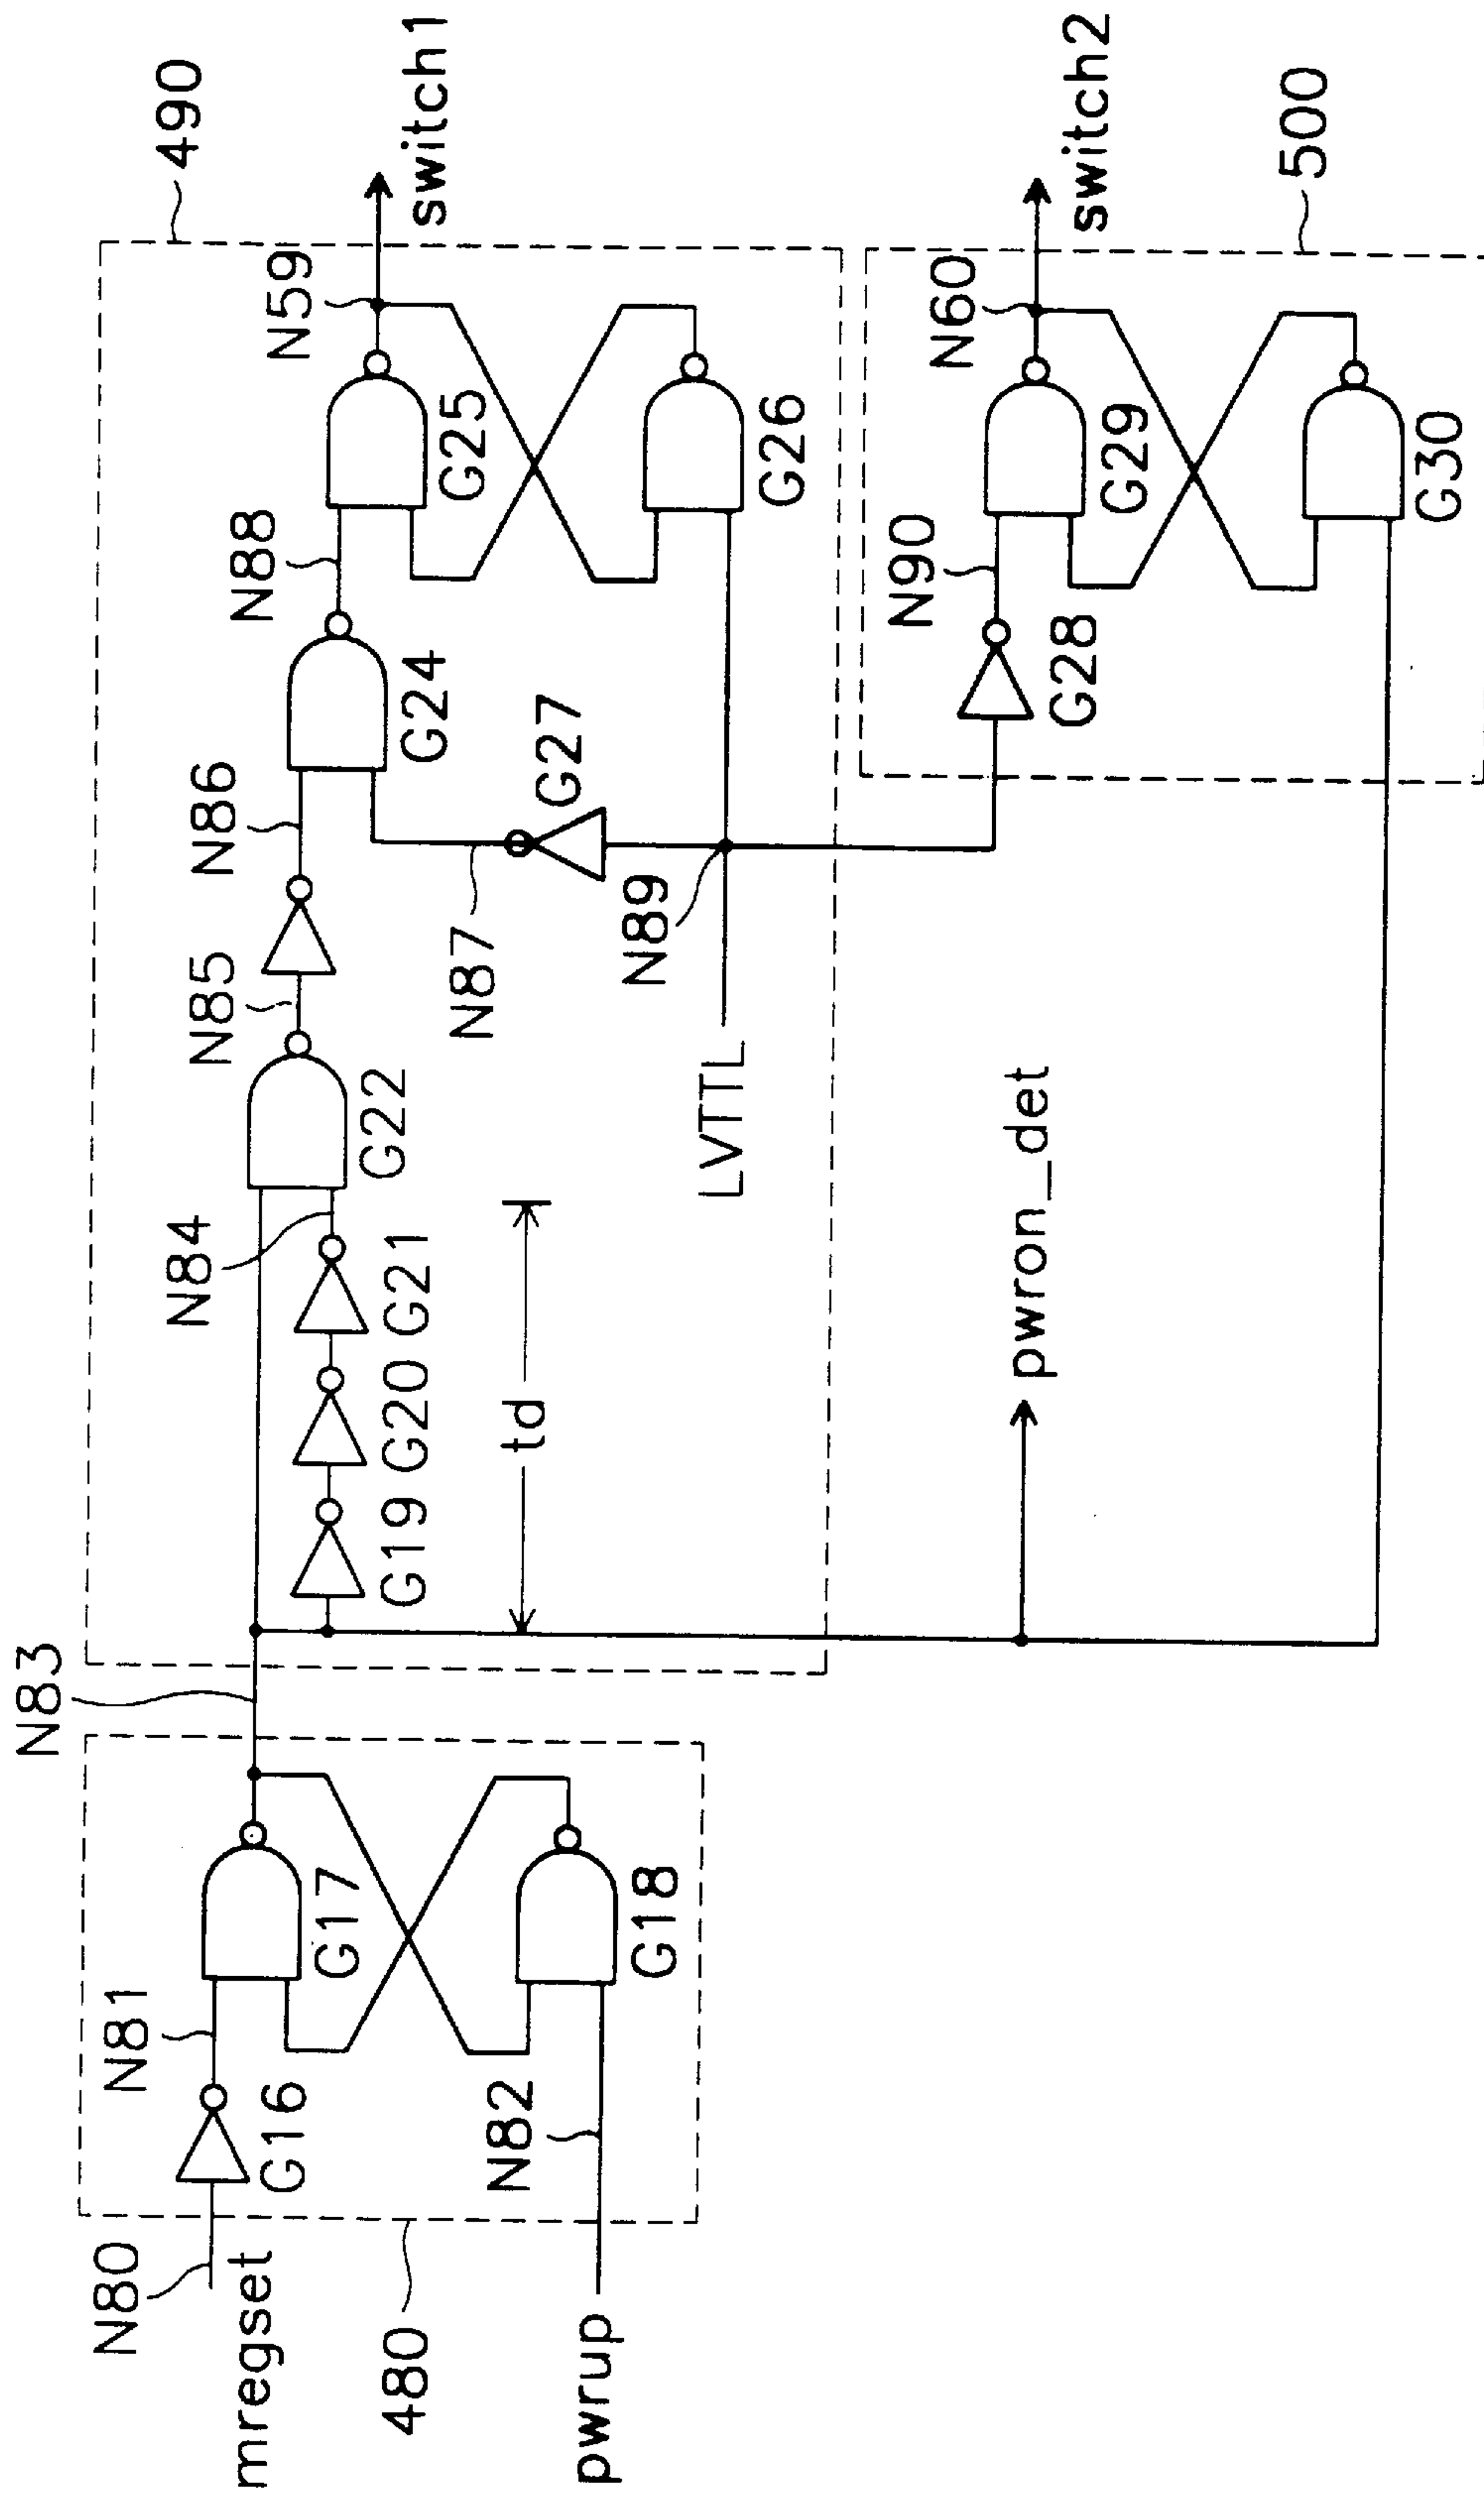 490
switch1
N59
G25
G26
N88
G24
N86
G27
N87
N89
N85
G22
N84
G19 G20 G21
td
LVTTL
N83
480
N81
G17
G18
G16
N82
N80
mregset
pwrup
pwron_det
500
switch2
N60
G29
G30
N90
G28